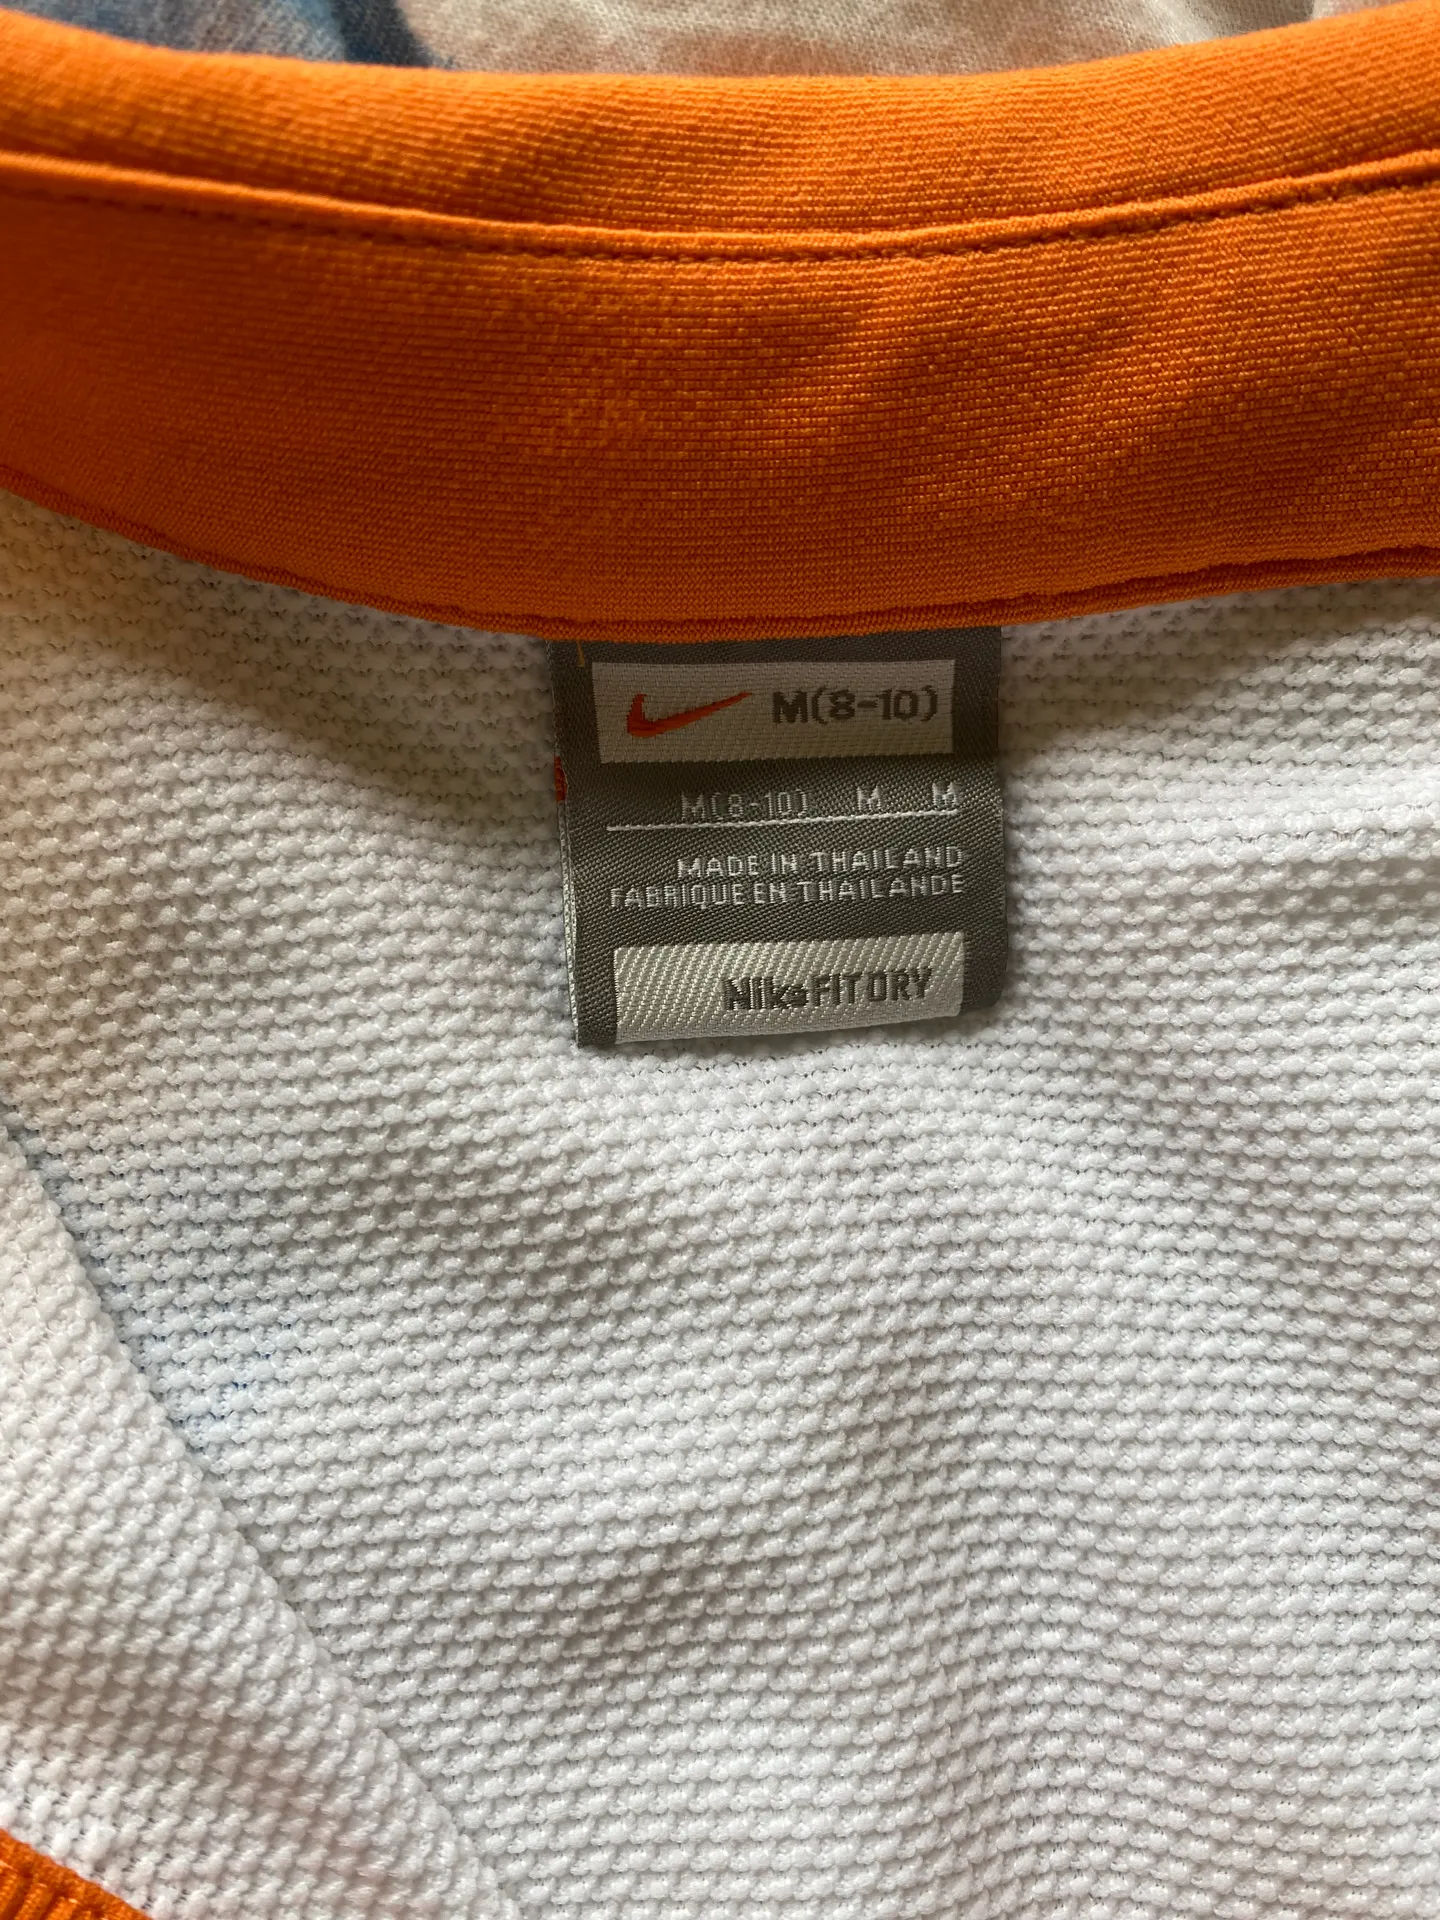 M(8-10)
M(8-10) M M
MADE IN THAILAND
FABRIQUE EN THAILANDE
Nike FIT DRY